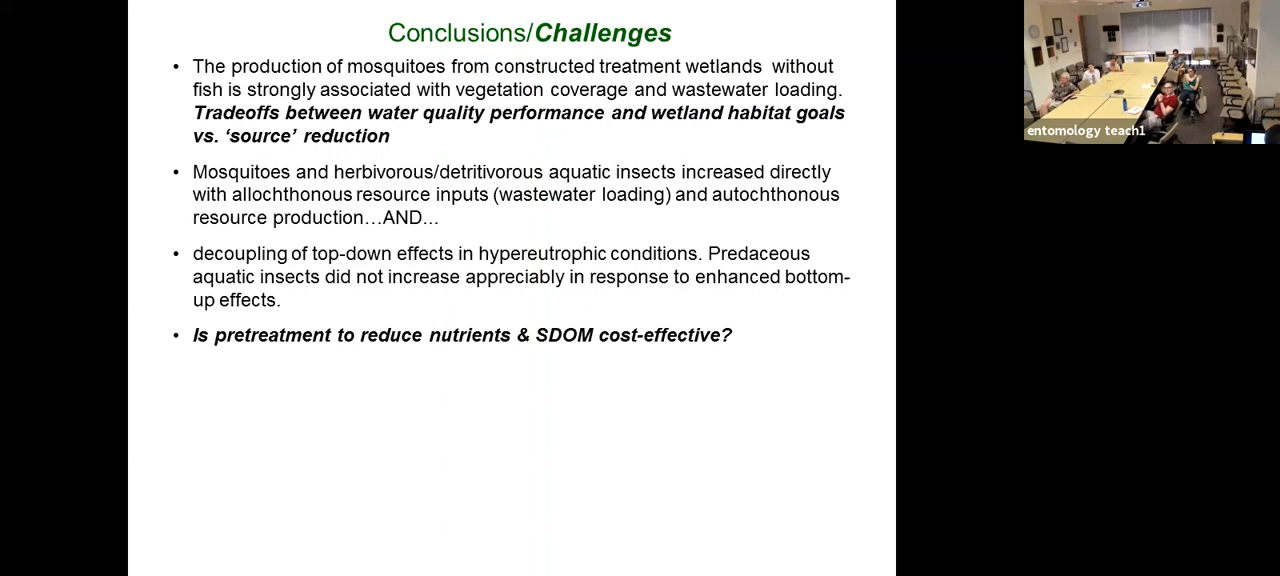 Conclusions/Challenges
• The production of mosquitoes from constructed treatment wetlands without
fish is strongly associated with vegetation coverage and wastewater loading.
Tradeoffs between water quality performance and wetland habitat goals
vs. ‘source’ reduction
• Mosquitoes and herbivorous/detritivorous aquatic insects increased directly
with allochthonous resource inputs (wastewater loading) and autochthonous
resource production…AND...
• decoupling of top-down effects in hypereutrophic conditions. Predaceous
aquatic insects did not increase appreciably in response to enhanced bottom-
up effects.
• Is pretreatment to reduce nutrients & SDOM cost-effective?
entomology teach1